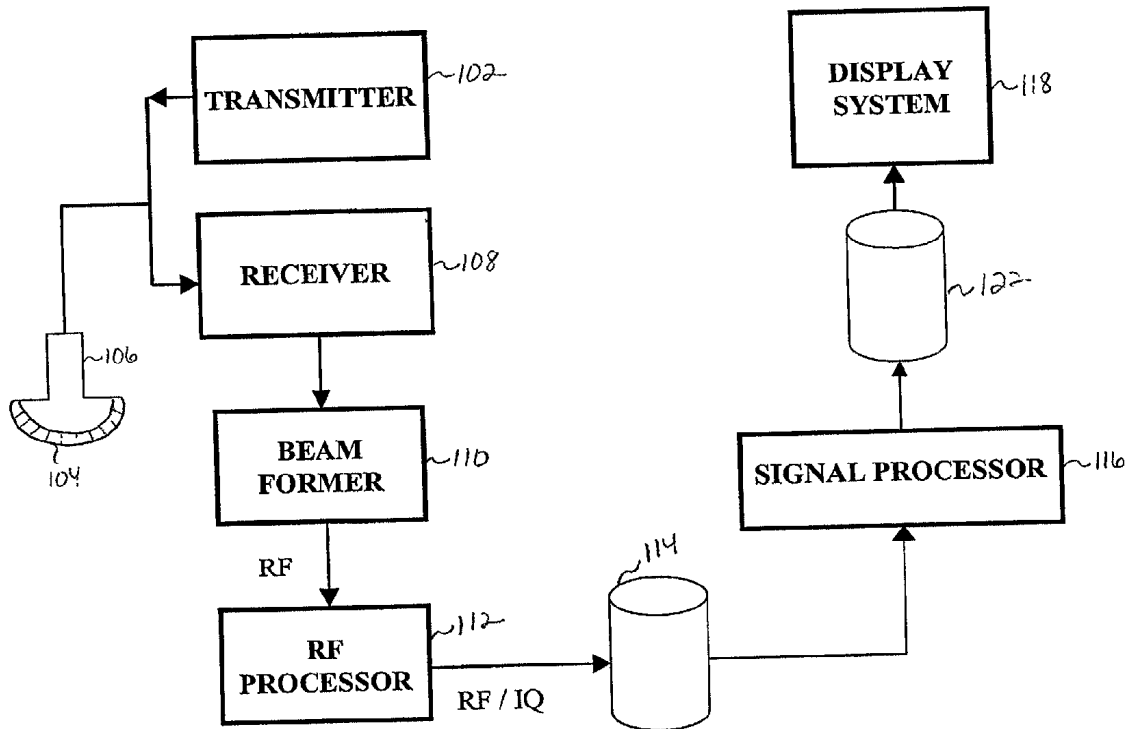 TRANSMITTER
102
DISPLAY
SYSTEM
118
RECEIVER
108
122
106
104
BEAM
FORMER
110
SIGNAL PROCESSOR
116
RF
114
RF
PROCESSOR
112
RF / IQ